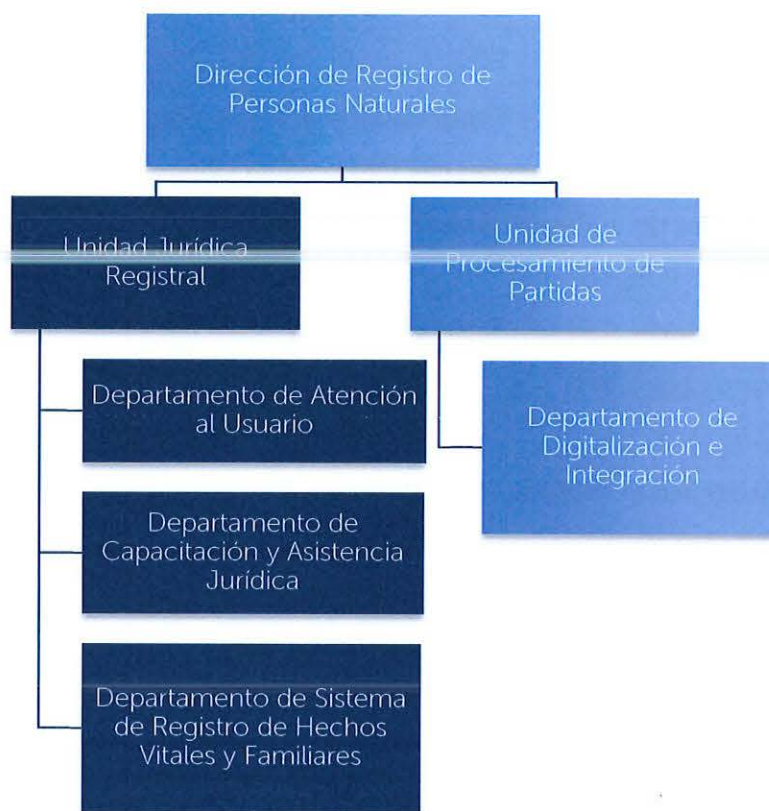 Dirección de Registro de
Personas Naturales
Unidad Jurídica
Registral
Unidad de
Procesamiento de
Partidas
Departamento de Atención
al Usuario
Departamento de
Capacitación y Asistencia
Jurídica
Departamento de Sistema
de Registro de Hechos
Vitales y Familiares
Departamento de
Digitalización e
Integración